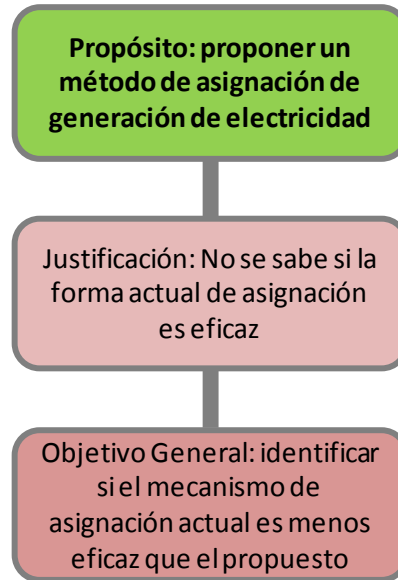 Propósito: proponer un
método de asignación de
generación de electricidad
Justificación: No se sabe si la
forma actual de asignación
es eficaz
Objetivo General: identificar
si el mecanismo de
asignación actual es menos
eficaz que el propuesto